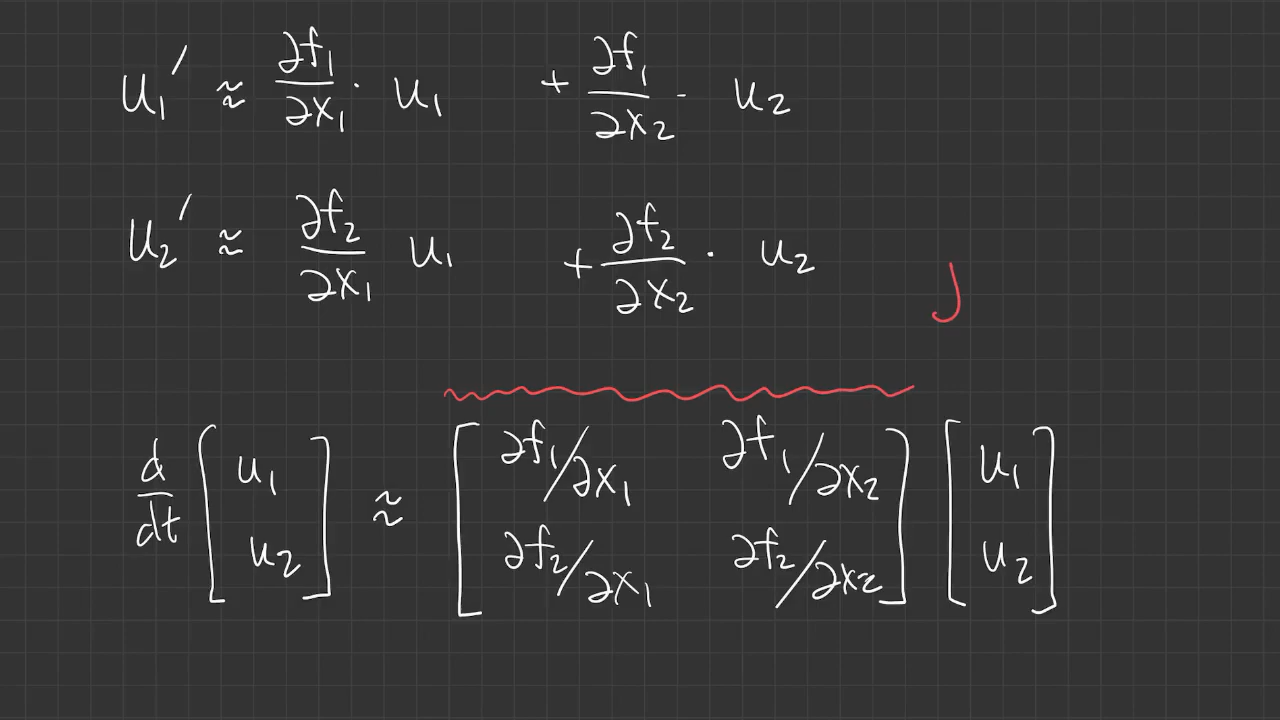 u₁′ ≈ ∂f₁/∂x₁ · u₁ + ∂f₁/∂x₂ · u₂
u₂′ ≈ ∂f₂/∂x₁ u₁ + ∂f₂/∂x₂ · u₂
J
d/dt [u₁ u₂] ≈ [∂f₁/∂x₁ ∂f₁/∂x₂ ∂f₂/∂x₁ ∂f₂/∂x₂] [u₁ u₂]